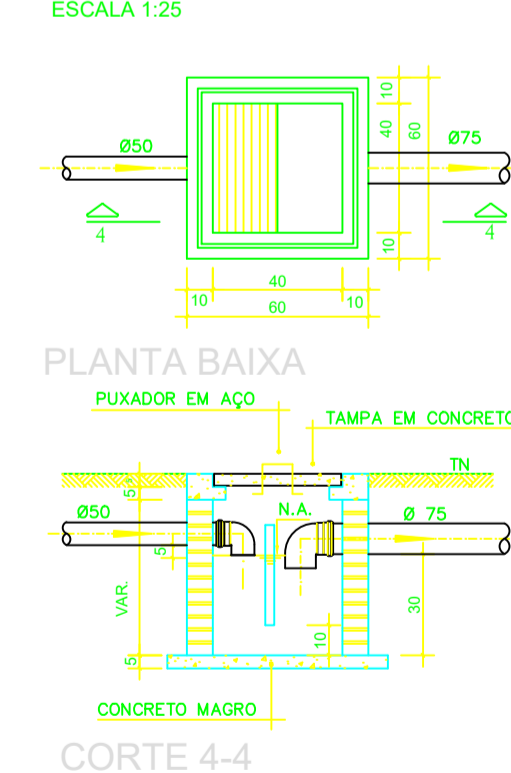 ESCALA 1:25
10
Ø50
40
60
Ø75
4
4
10
40
10
10
60
PLANTA BAIXA
PUXADOR EM AÇO
TAMPA EM CONCRETO
TN
5
Ø50
N.A.
Ø 75
5
VAR.
30
10
5
CONCRETO MAGRO
CORTE 4-4